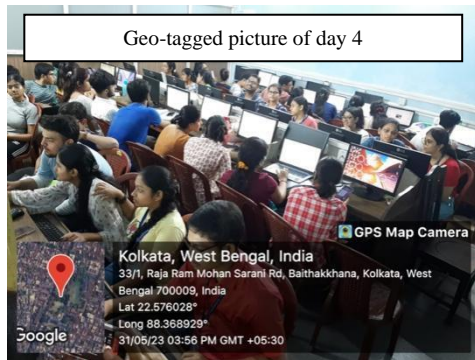 Geo-tagged picture of day 4
GPS Map Camera
Kolkata, West Bengal, India
33/1, Raja Ram Mohan Sarani Rd, Baithakkhana, Kolkata, West
Bengal 700009, India
Lat 22.576028°
Long 88.368929°
31/05/23 03:56 PM GMT +05:30
Google